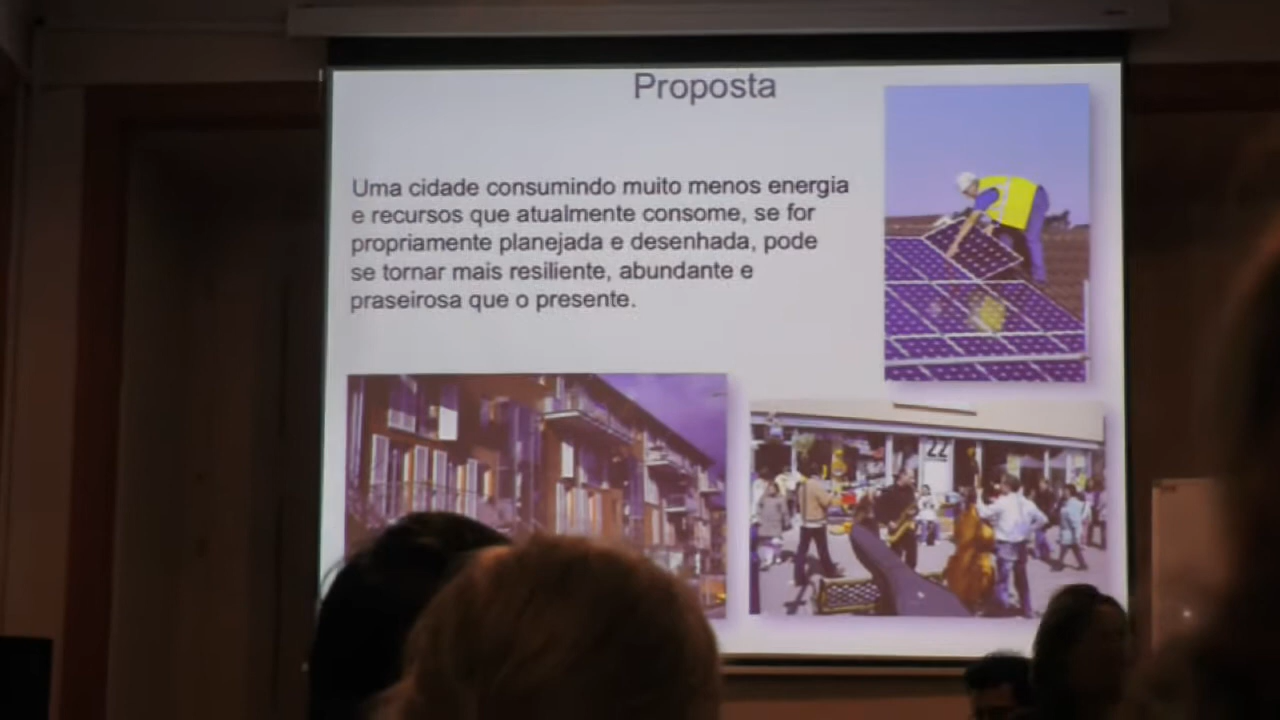 Proposta
Uma cidade consumindo muito menos energia
e recursos que atualmente consome, se for
propriamente planejada e desenhada, pode
se tornar mais resiliente, abundante e
praseirosa que o presente.
22